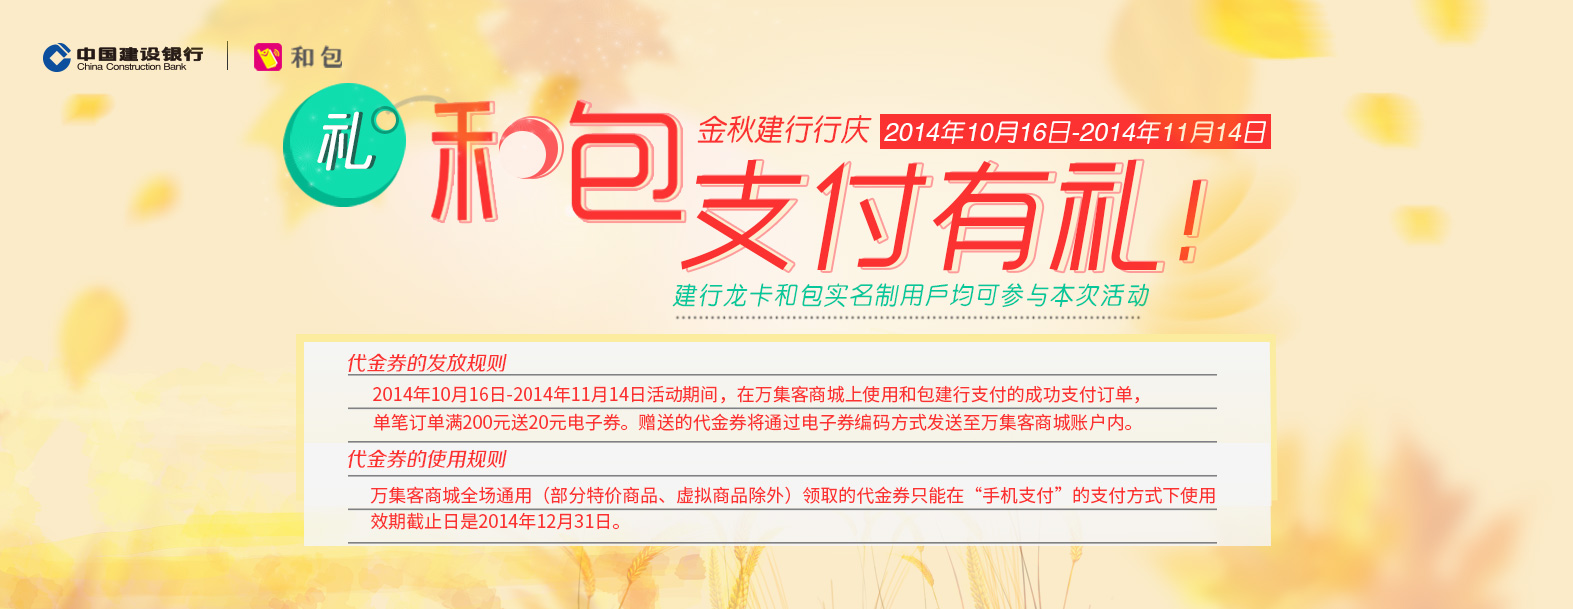 中国建设银行
China Construction Bank
和包
礼
和包
金秋建行行庆 2014年10月16日-2014年11月14日
支付有礼!
建行龙卡和包实名制用戶均可参与本次活动
代金券的发放规则
2014年10月16日-2014年11月14日活动期间，在万集客商城上使用和包建行支付的成功支付订单，
单笔订单满200元送20元电子券。赠送的代金券将通过电子券编码方式发送至万集客商城账户内。
代金券的使用规则
万集客商城全场通用（部分特价商品、虚拟商品除外）领取的代金券只能在“手机支付”的支付方式下使用
效期截止日是2014年12月31日。